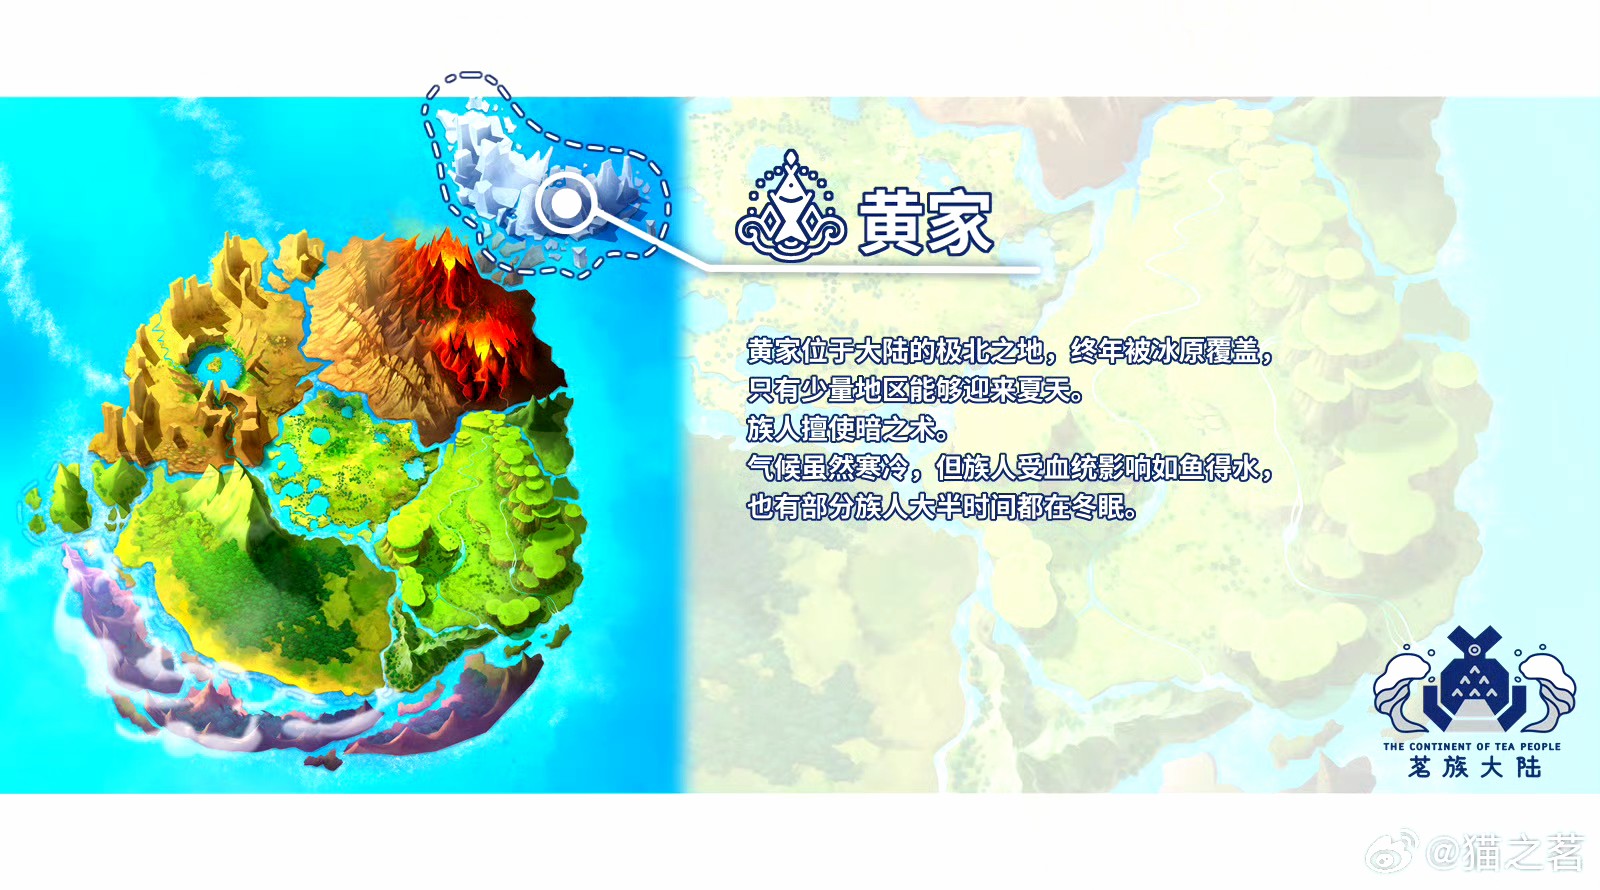 黄家
黄家位于大陆的极北之地，终年被冰原覆盖，
只有少量地区能够迎来夏天。
族人擅使暗之术。
气候虽然寒冷，但族人受血统影响如鱼得水，
也有部分族人大半时间都在冬眠。
THE CONTINENT OF TEA PEOPLE
茗族大陆
@猫之茗